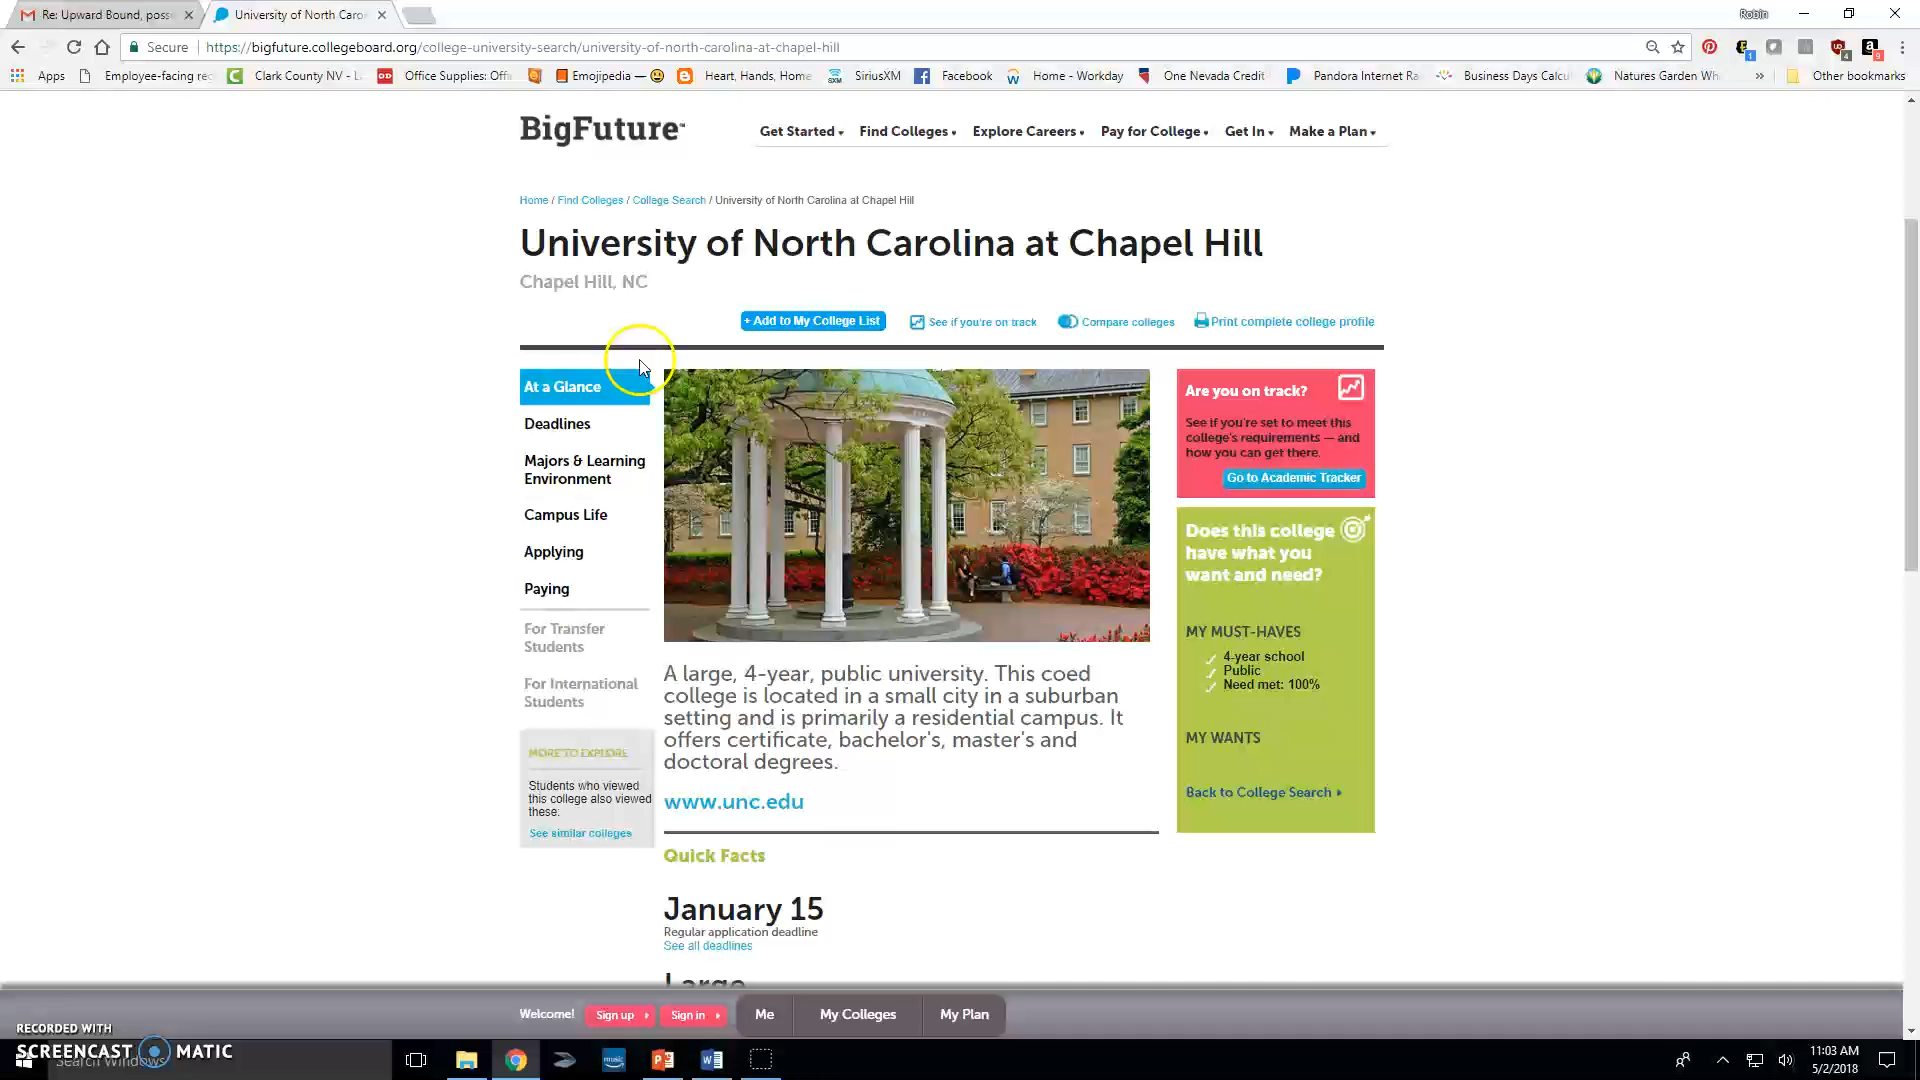 Re: Upward Bound, poss
University of North Caro
Robin
Secure
https://bigfuture.collegeboard.org/college-university-search/university-of-north-carolina-at-chapel-hill
1
4
9
Apps
Employee-facing re
Clark County NV - L
Office Supplies: Offi
Emojipedia —
Heart, Hands, Home
SiriusXM
Facebook
Home - Workday
One Nevada Credit
Pandora Internet Ra
Business Days Calcu
Natures Garden Wh
»
Other bookmarks
BigFuture™
Get Started
Find Colleges
Explore Careers
Pay for College
Get In
Make a Plan
Home / Find Colleges / College Search / University of North Carolina at Chapel Hill
University of North Carolina at Chapel Hill
Chapel Hill, NC
+ Add to My College List
See if you're on track
Compare colleges
Print complete college profile
At a Glance
Deadlines
Majors & Learning
Environment
Campus Life
Applying
Paying
For Transfer
Students
For International
Students
MORE TO EXPLORE
Students who viewed
this college also viewed
these:
See similar colleges
A large, 4-year, public university. This coed
college is located in a small city in a suburban
setting and is primarily a residential campus. It
offers certificate, bachelor's, master's and
doctoral degrees.
www.unc.edu
Quick Facts
January 15
Regular application deadline
See all deadlines
Large
Are you on track?
See if you're set to meet this
college's requirements — and
how you can get there.
Go to Academic Tracker
Does this college
have what you
want and need?
MY MUST-HAVES
4-year school
Public
Need met: 100%
MY WANTS
Back to College Search
Welcome!
Sign up
Sign in
Me
My Colleges
My Plan
RECORDED WITH
SCREENCAST MATIC
Search Windows
music
11:03 AM
5/2/2018